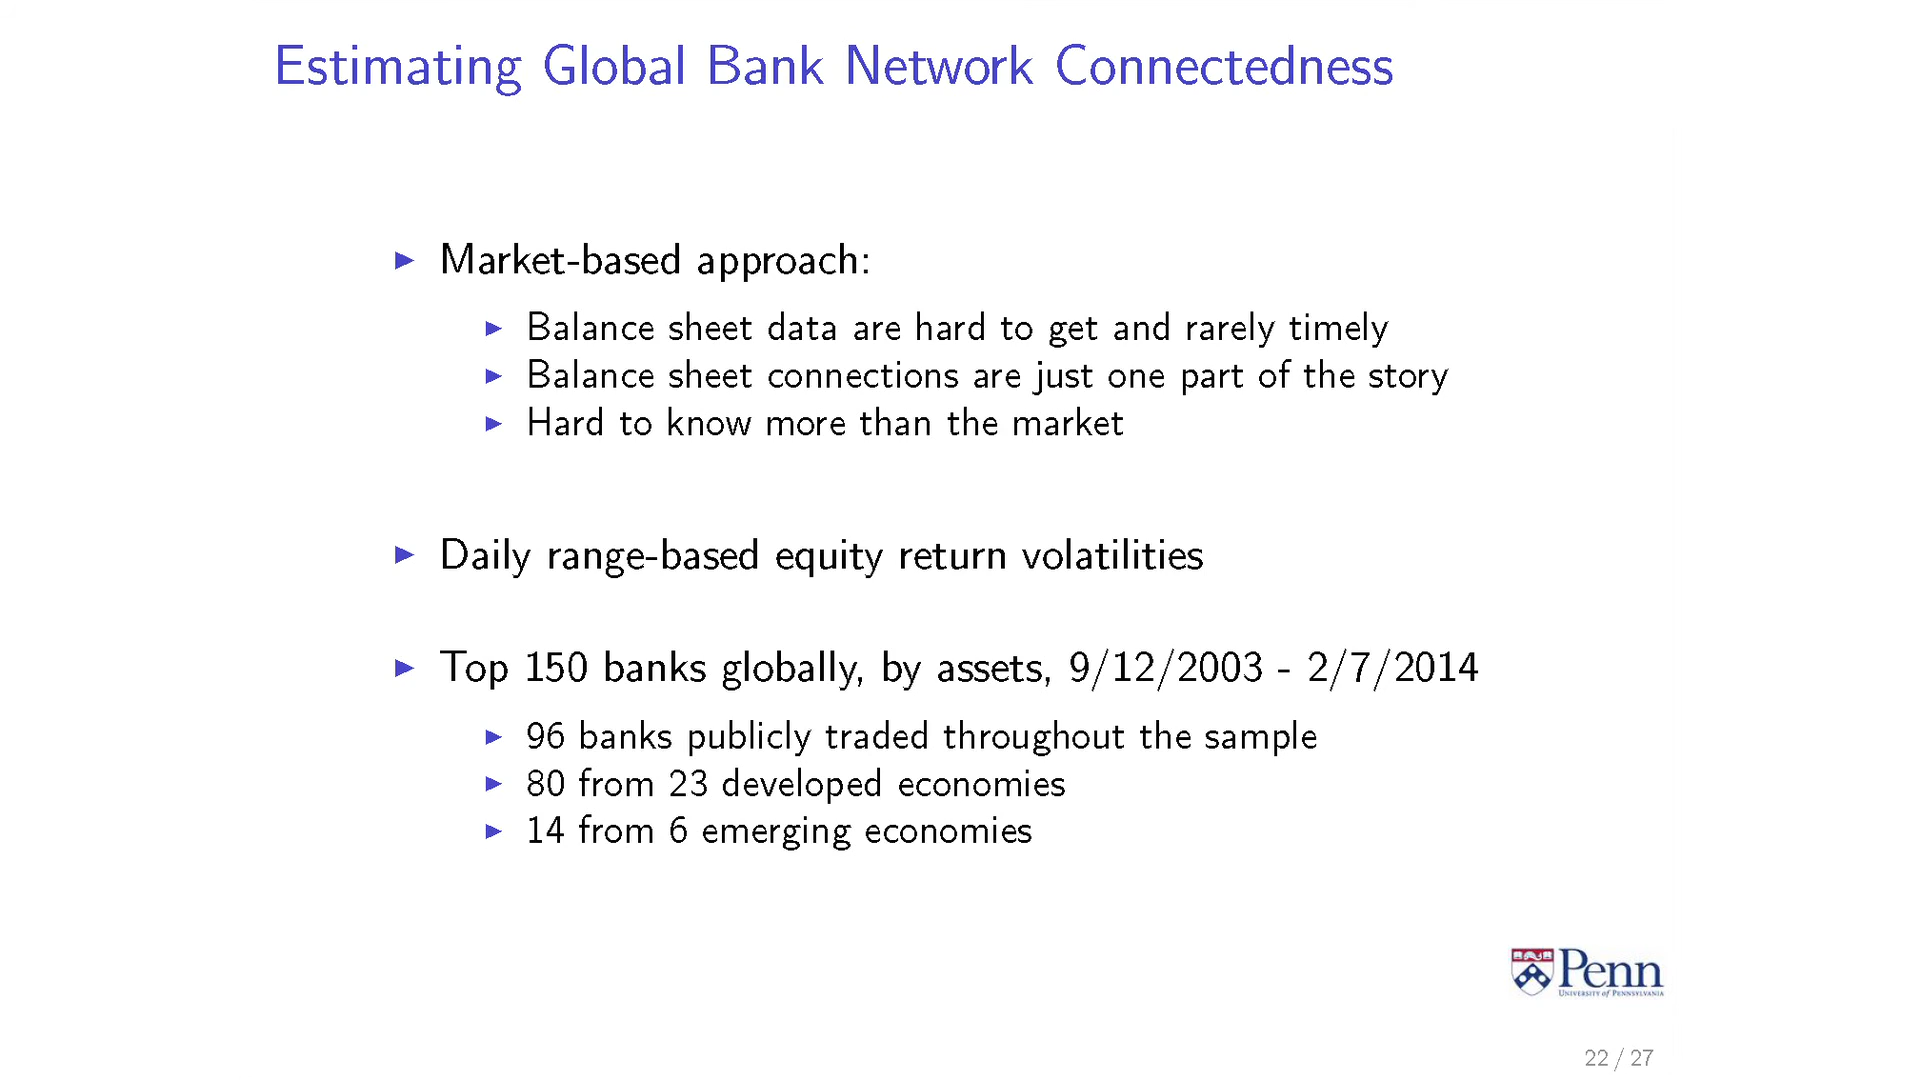 Estimating Global Bank Network Connectedness
Market-based approach:
Balance sheet data are hard to get and rarely timely
Balance sheet connections are just one part of the story
Hard to know more than the market
Daily range-based equity return volatilities
Top 150 banks globally, by assets, 9/12/2003 - 2/7/2014
96 banks publicly traded throughout the sample
80 from 23 developed economies
14 from 6 emerging economies
Penn
University of Pennsylvania
22 / 27